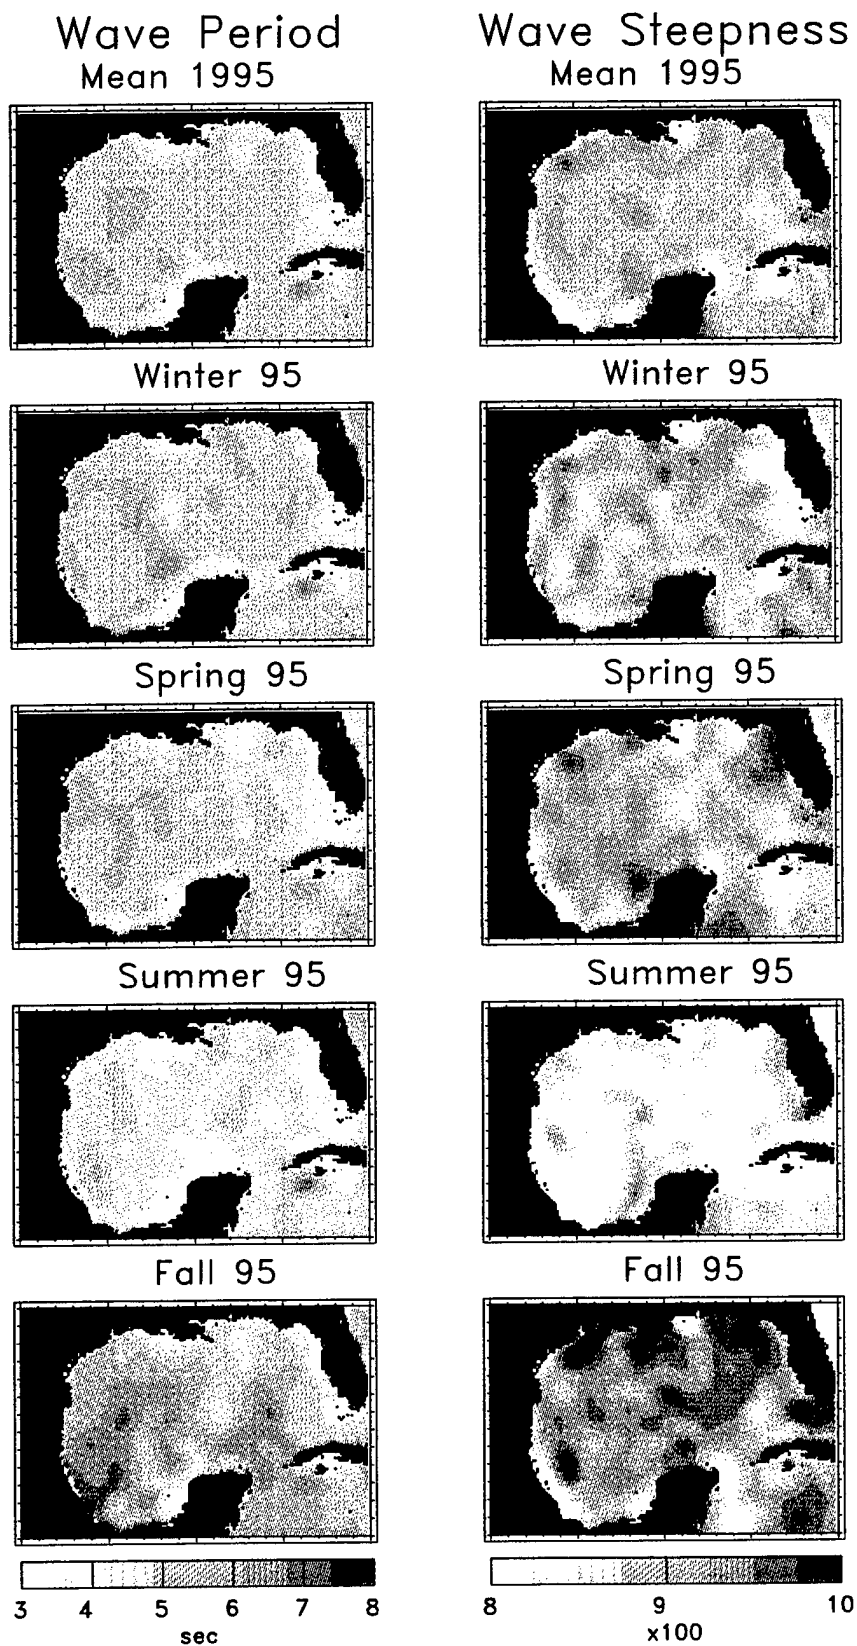 Wave Period
Wave Steepness
Mean 1995
Mean 1995
Winter 95
Winter 95
Spring 95
Spring 95
Summer 95
Summer 95
Fall 95
Fall 95
3 4 5 6 7 8
sec
8 9 10
x100